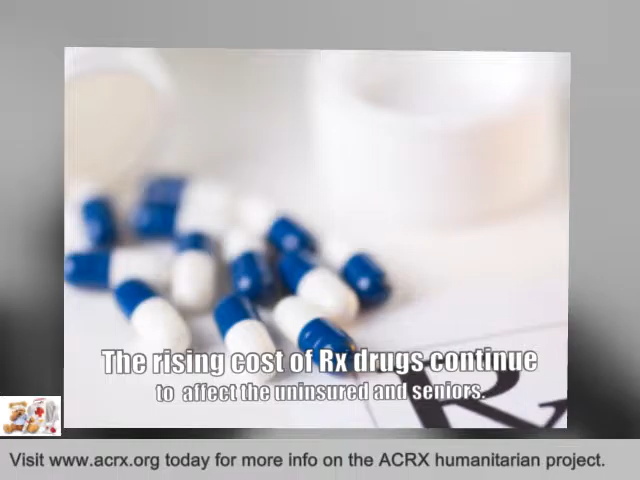 The rising cost of Rx drugs continue
to affect the uninsured and seniors.
Rx
Visit www.acrx.org today for more info on the ACRX humanitarian project.